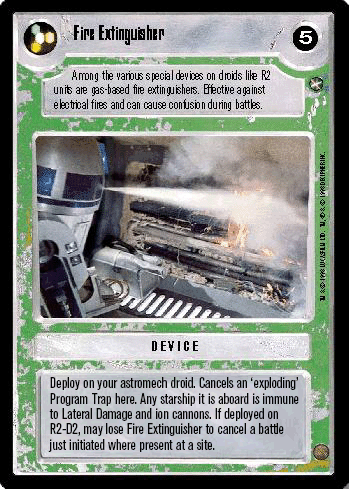 Fire Extinguisher
5
Among the various special devices on droids like R2
units are gas-based fire extinguishers. Effective against
electrical fires and can cause confusion during battles.
DEVICE
Deploy on your astromech droid. Cancels an 'exploding'
Program Trap here. Any starship it is aboard is immune
to Lateral Damage and ion cannons. If deployed on
R2-D2, may lose Fire Extinguisher to cancel a battle
just initiated where present at a site.